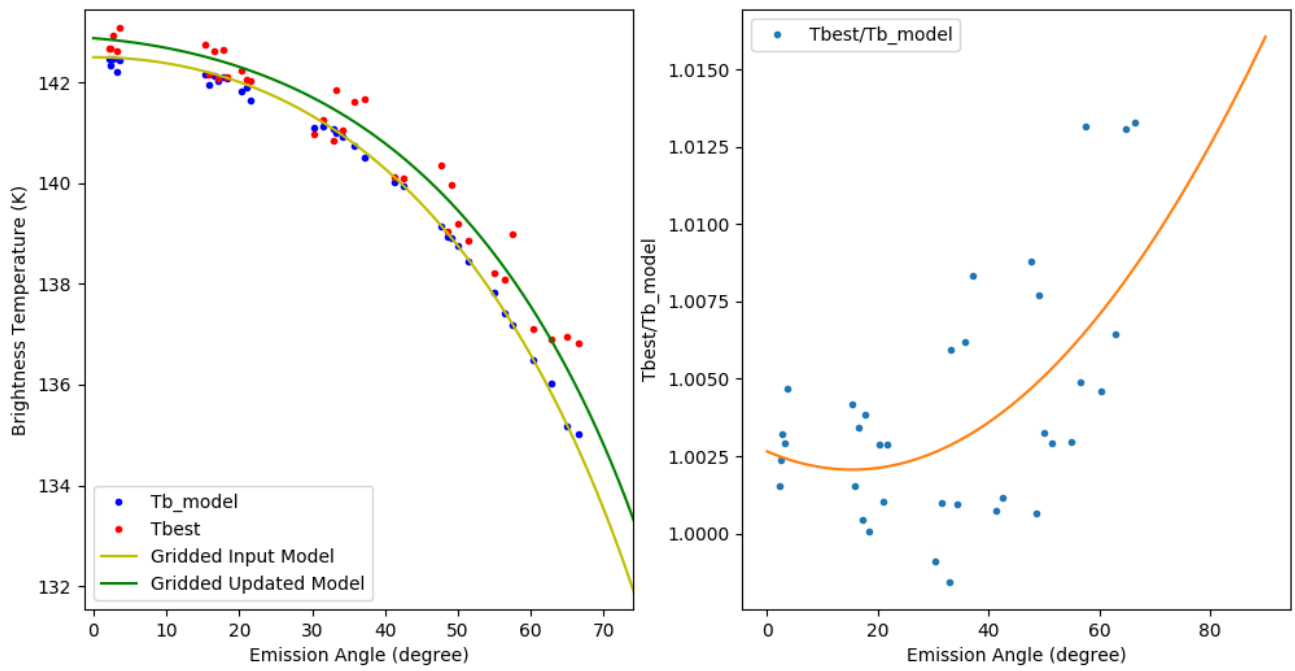 142
140
138
136
134
132
Brightness Temperature (K)
Tb_model
Tbest
Gridded Input Model
Gridded Updated Model
0 10 20 30 40 50 60 70
Emission Angle (degree)
Tbest/Tb_model
1.0150
1.0125
1.0100
1.0075
1.0050
1.0025
1.0000
Tbest/Tb_model
0 20 40 60 80
Emission Angle (degree)